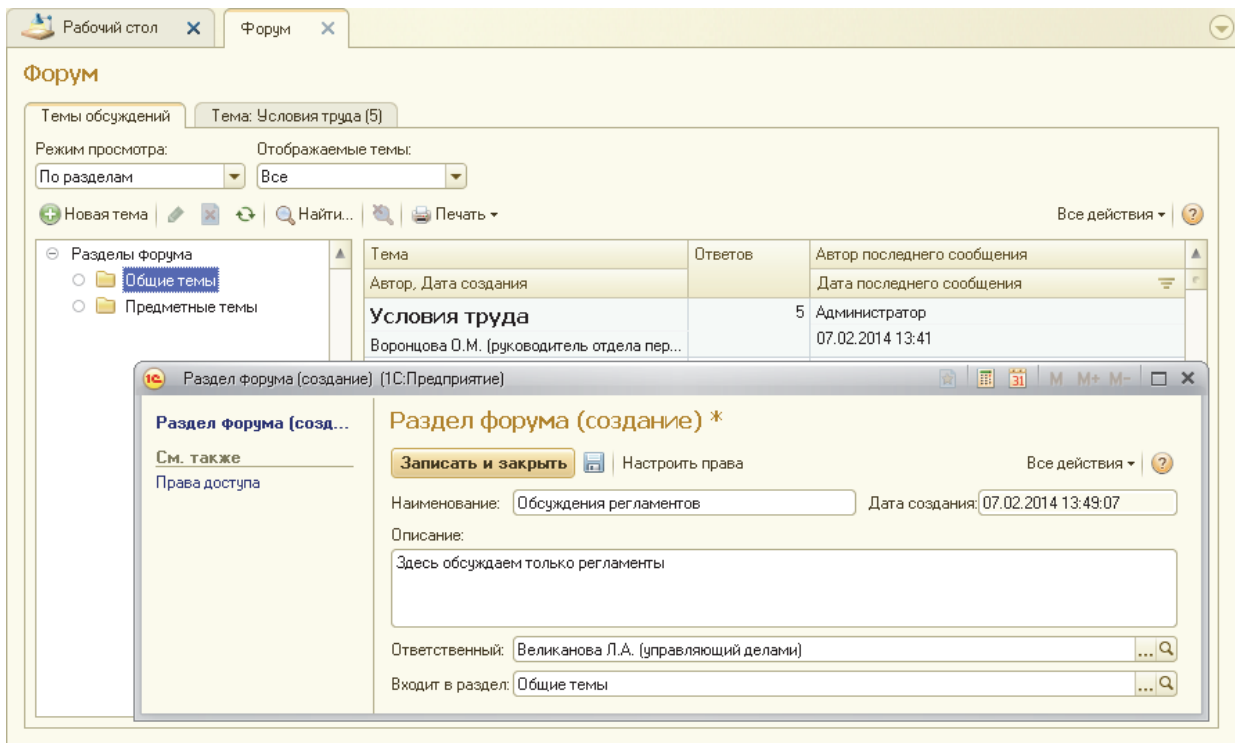 Рабочий стол Форум
Форум
Темы обсуждений Тема: Условия труда (5)
Режим просмотра: Отображаемые темы:
По разделам Все
Новая тема Найти... Печать Все действия ?
Разделы форума Тема Ответов Автор последнего сообщения
Общие темы Автор, Дата создания Дата последнего сообщения
Предметные темы Условия труда 5 Администратор
Воронцова О.М. (руководитель отдела пер... 07.02.2014 13:41
1С Раздел форума (создание) (1С:Предприятие) 31 M M+ M-
Раздел форума (созд... Раздел форума (создание) *
См. также Записать и закрыть Настроить права Все действия ?
Права доступа
Наименование: Обсуждения регламентов Дата создания: 07.02.2014 13:49:07
Описание:
Здесь обсуждаем только регламенты
Ответственный: Великанова Л.А. (управляющий делами) ...
Входит в раздел: Общие темы ...